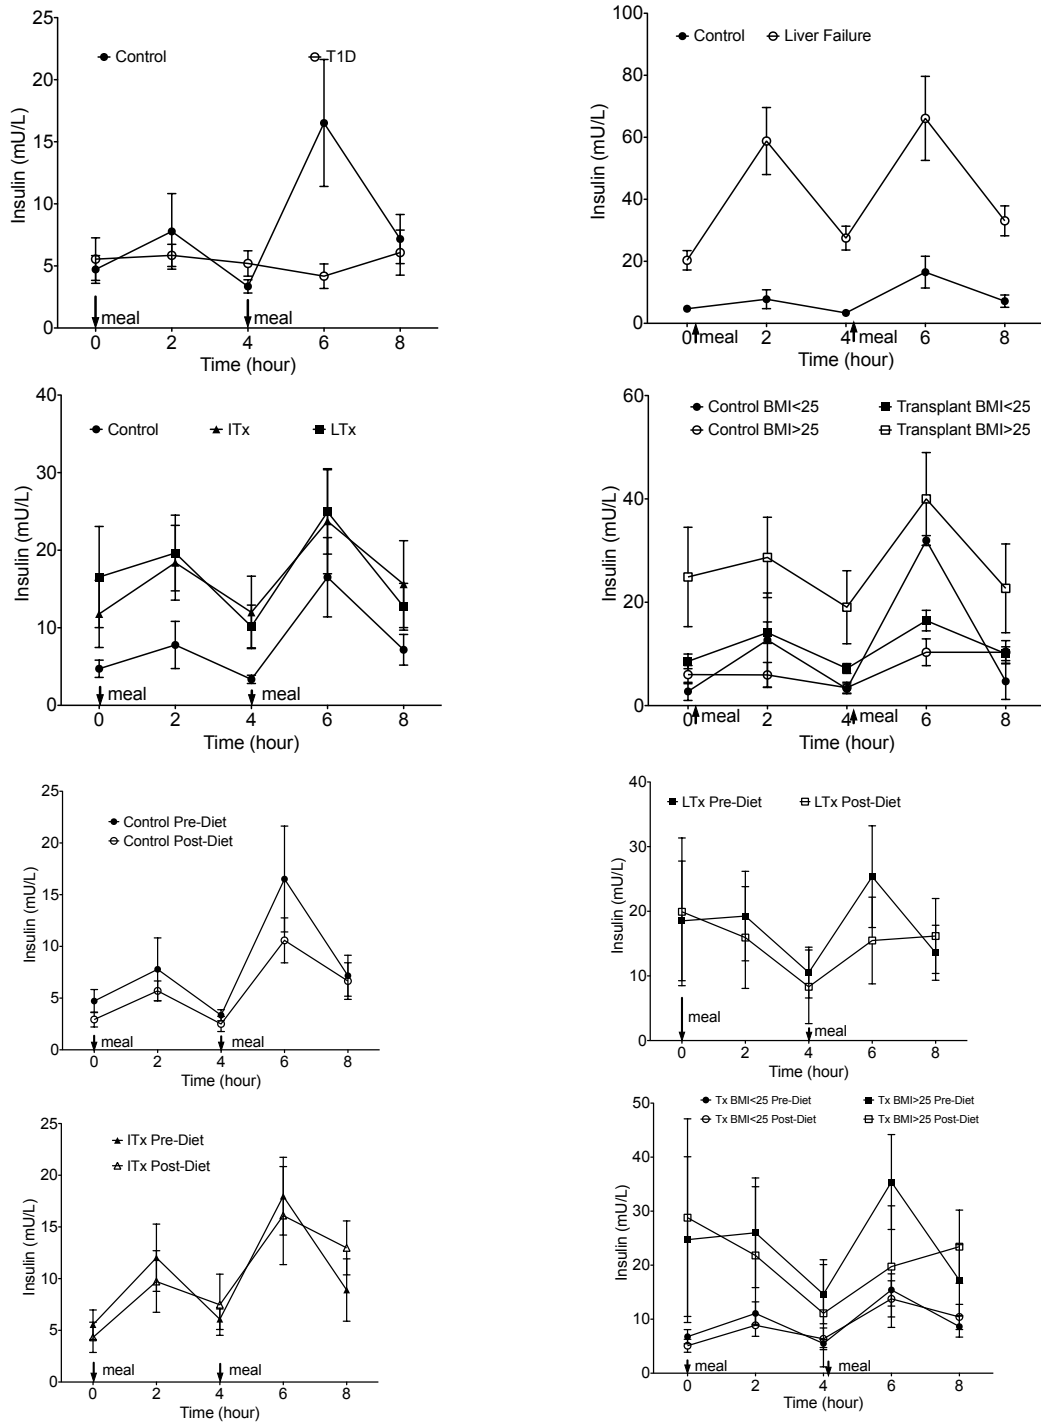 Insulin (mU/L)
25
20
15
10
5
0
Control
T1D
meal
meal
0 2 4 6 8
Time (hour)
Insulin (mU/L)
100
80
60
40
20
0
Control
Liver Failure
meal
meal
0 2 4 6 8
Time (hour)
Insulin (mU/L)
40
30
20
10
0
Control
ITx
LTx
meal
meal
0 2 4 6 8
Time (hour)
Insulin (mU/L)
60
40
20
0
Control BMI<25
Transplant BMI<25
Control BMI>25
Transplant BMI>25
meal
meal
0 2 4 6 8
Time (hour)
Insulin (mU/L)
25
20
15
10
5
0
Control Pre-Diet
Control Post-Diet
meal
meal
0 2 4 6 8
Time (hour)
Insulin (mU/L)
40
30
20
10
0
LTx Pre-Diet
LTx Post-Diet
meal
meal
0 2 4 6 8
Time (hour)
Insulin (mU/L)
25
20
15
10
5
0
ITx Pre-Diet
ITx Post-Diet
meal
meal
0 2 4 6 8
Time (hour)
Insulin (mU/L)
50
40
30
20
10
0
Tx BMI<25 Pre-Diet
Tx BMI>25 Pre-Diet
Tx BMI<25 Post-Diet
Tx BMI>25 Post-Diet
meal
meal
0 2 4 6 8
Time (hour)